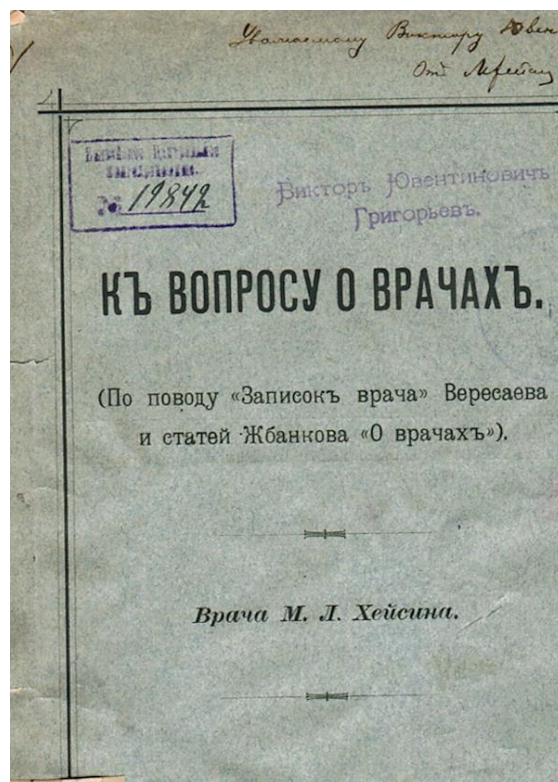 Уважаемому Виктору Ювен
Отъ
№ 19842
Викторъ Ювентиновичъ
Григорьевъ.
КЪ ВОПРОСУ О ВРАЧАХЪ.
(По поводу «Записокъ врача» Вересаева
и статей Жбанкова «О врачахъ»).
Врача М. Л. Хейсина.